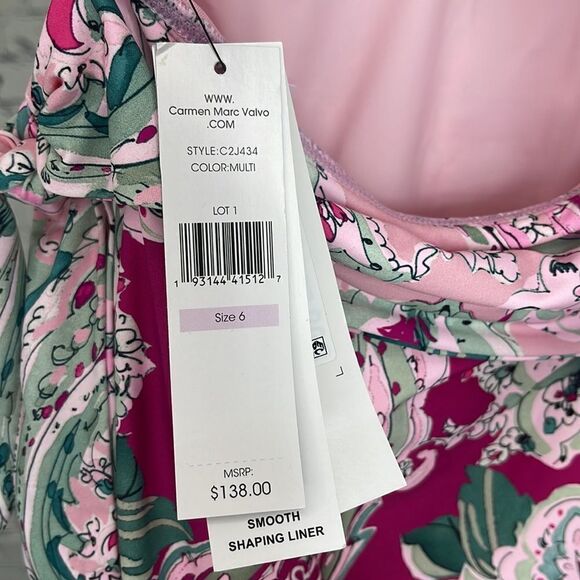 WWW.
Carmen Marc Valvo
.COM
STYLE:C2J434
COLOR:MULTI
LOT 1
1 93144 41512 7
Size 6
MSRP:
$138.00
SMOOTH
SHAPING LINER